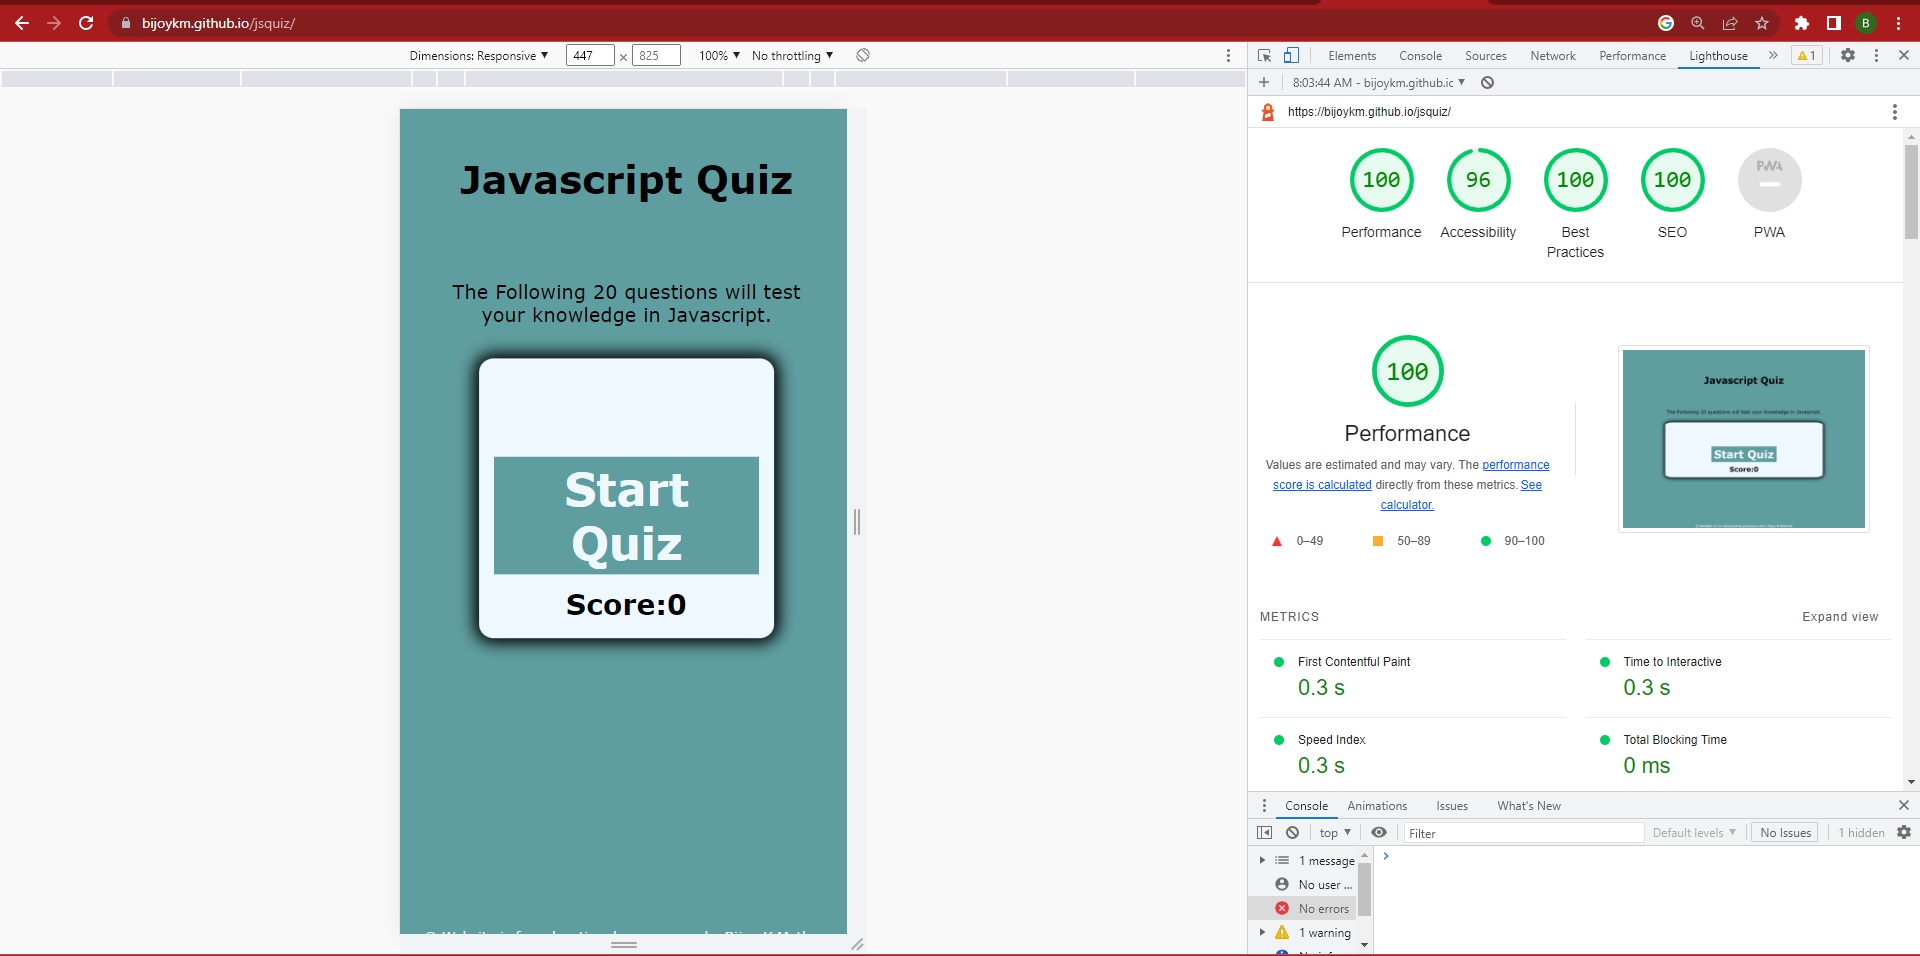 bijoykm.github.io/jsquiz/
B
Dimensions: Responsive ▼ 447 × 825 100% ▼ No throttling ▼
Elements Console Sources Network Performance Lighthouse » 1
8:03:44 AM - bijoykm.github.ic ▼
https://bijoykm.github.io/jsquiz/
Javascript Quiz
The Following 20 questions will test
your knowledge in Javascript.
Start
Quiz
Score:0
100 96 100 100 PWA
Performance Accessibility Best
Practices SEO PWA
100
Performance
Values are estimated and may vary. The performance
score is calculated directly from these metrics. See
calculator.
0–49 50–89 90–100
Javascript Quiz
The Following 20 questions will test your knowledge in Javascript.
Start Quiz
Score:0
METRICS Expand view
First Contentful Paint
0.3 s
Time to Interactive
0.3 s
Speed Index
0.3 s
Total Blocking Time
0 ms
Console Animations Issues What's New
top ▼ Filter Default levels ▼ No Issues 1 hidden
1 message
No user ...
No errors
1 warning